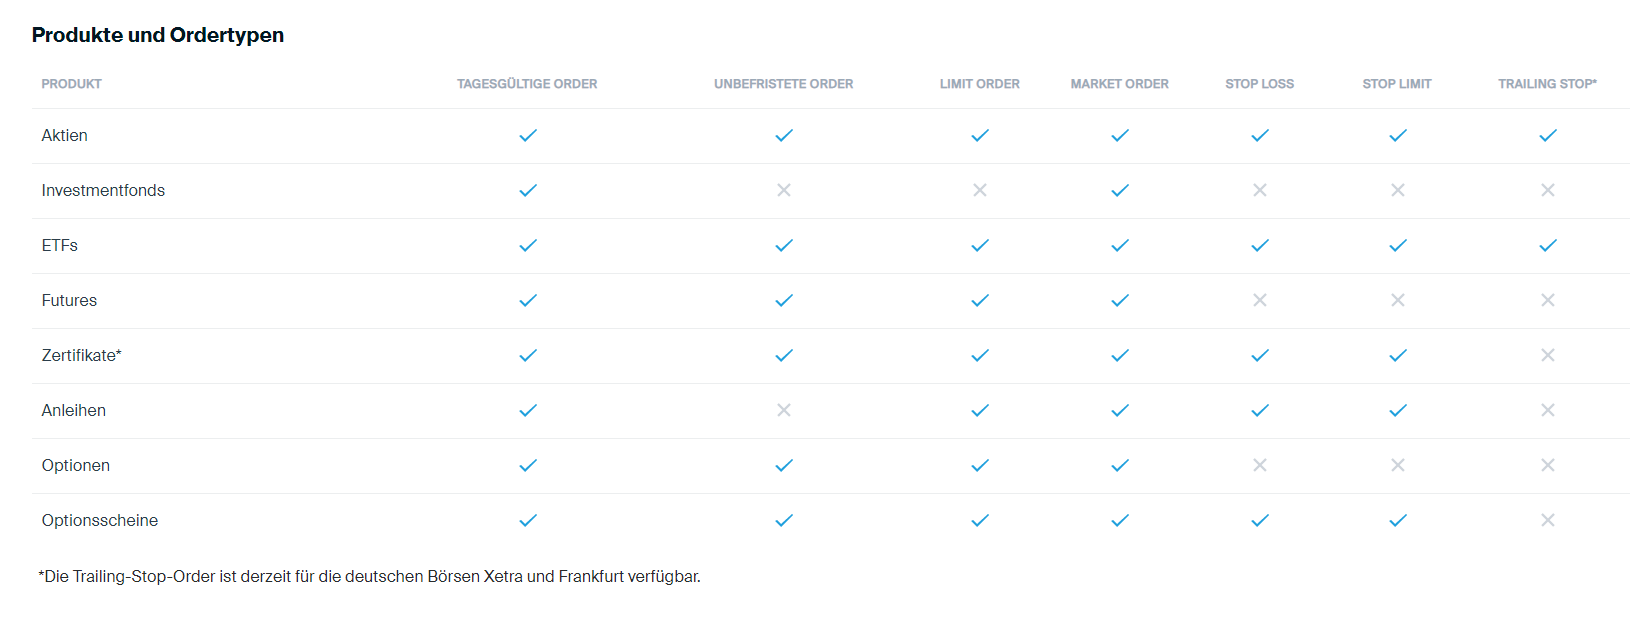 Produkte und Ordertypen
PRODUKT TAGESGÜLTIGE ORDER UNBEFRISTETE ORDER LIMIT ORDER MARKET ORDER STOP LOSS STOP LIMIT TRAILING STOP*
Aktien
Investmentfonds
ETFs
Futures
Zertifikate*
Anleihen
Optionen
Optionsscheine
*Die Trailing-Stop-Order ist derzeit für die deutschen Börsen Xetra und Frankfurt verfügbar.